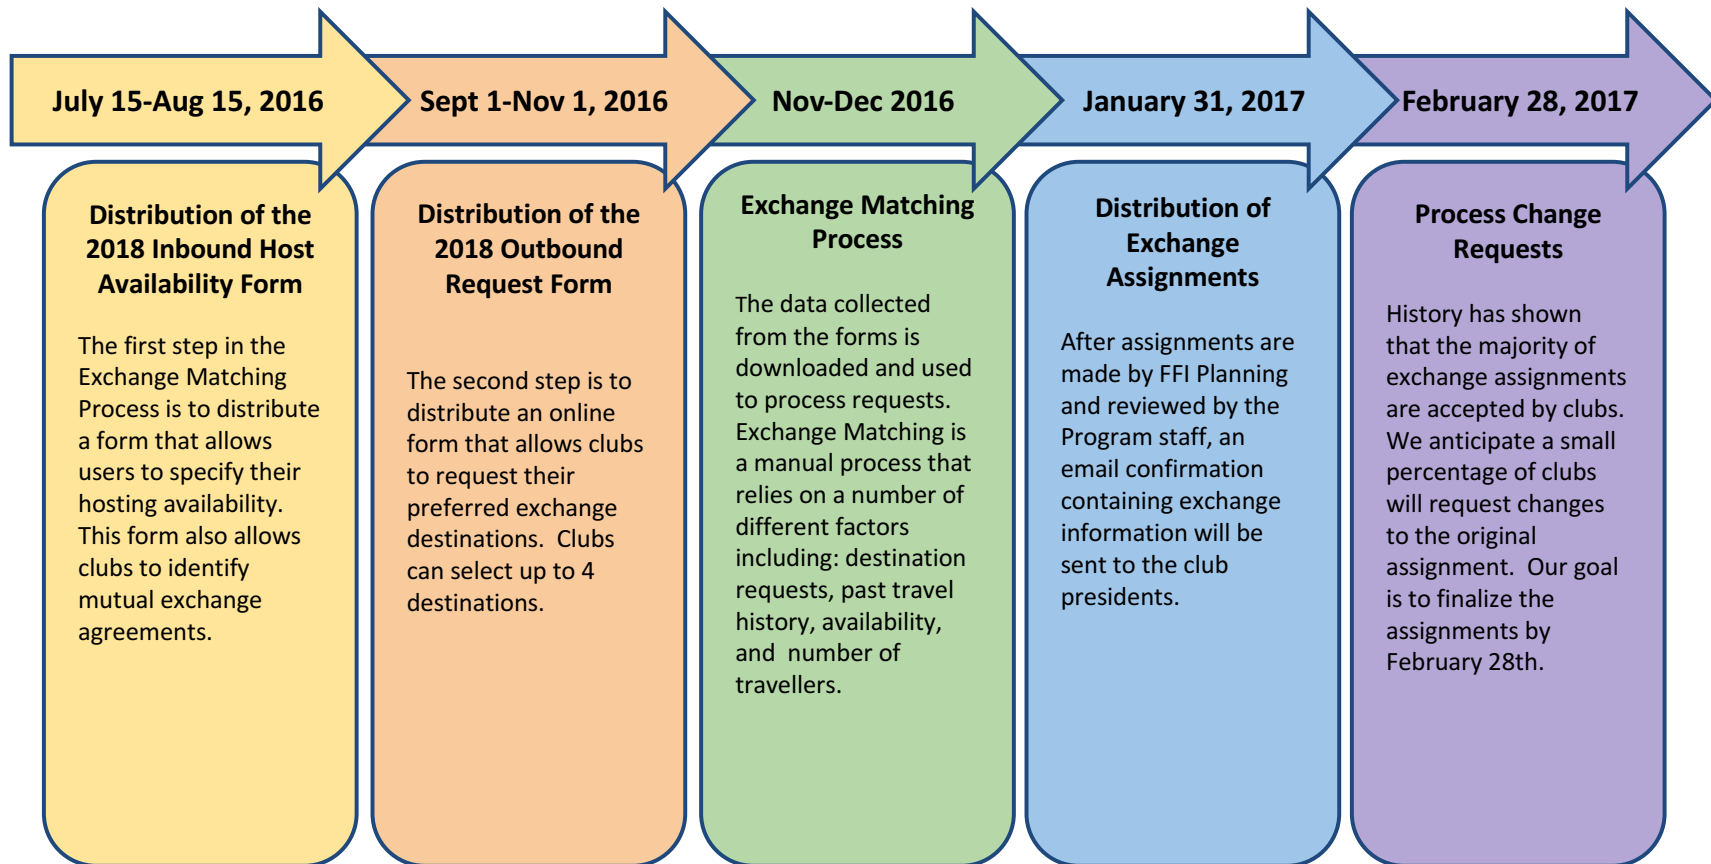 July 15-Aug 15, 2016
Sept 1-Nov 1, 2016
Nov-Dec 2016
January 31, 2017
February 28, 2017
Distribution of the
2018 Inbound Host
Availability Form
The first step in the
Exchange Matching
Process is to distribute
a form that allows
users to specify their
hosting availability.
This form also allows
clubs to identify
mutual exchange
agreements.
Distribution of the
2018 Outbound
Request Form
The second step is to
distribute an online
form that allows clubs
to request their
preferred exchange
destinations.  Clubs
can select up to 4
destinations.
Exchange Matching
Process
The data collected
from the forms is
downloaded and used
to process requests.
Exchange Matching is
a manual process that
relies on a number of
different factors
including: destination
requests, past travel
history, availability,
and  number of
travellers.
Distribution of
Exchange
Assignments
After assignments are
made by FFI Planning
and reviewed by the
Program staff, an
email confirmation
containing exchange
information will be
sent to the club
presidents.
Process Change
Requests
History has shown
that the majority of
exchange assignments
are accepted by clubs.
We anticipate a small
percentage of clubs
will request changes
to the original
assignment.  Our goal
is to finalize the
assignments by
February 28th.